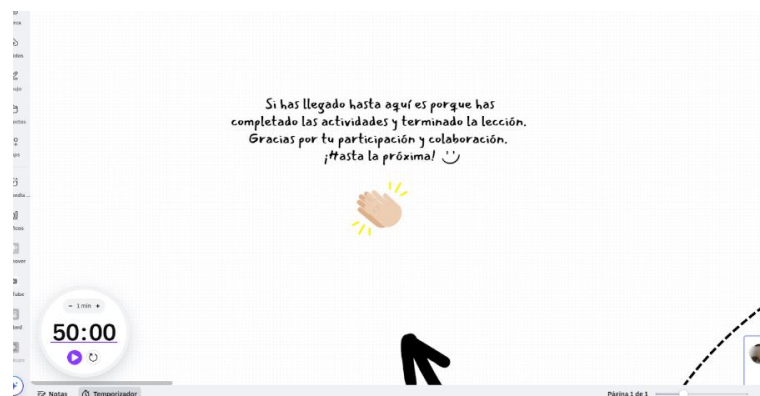 Si has llegado hasta aquí es porque has
completado las actividades y terminado la lección.
Gracias por tu participación y colaboración.
¡Hasta la próxima!
- 1 min +
50:00
Notas
Temporizador
Página 1 de 1